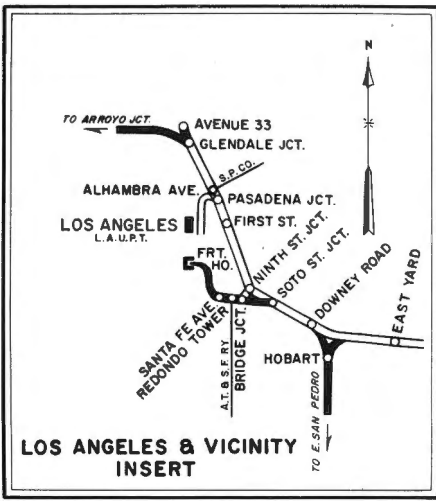 N
TO ARROYO JCT.
AVENUE 33
GLENDALE JCT.
S.P.CO.
ALHAMBRA AVE.
PASADENA JCT.
LOS ANGELES
L.A.U.P.T.
FIRST ST.
FRT.
HO.
NINTH ST. JCT.
SOTO ST. JCT.
DOWNEY ROAD
EAST YARD
SANTA FE AVE.
REDONDO TOWER
A.T. & S.F. RY
BRIDGE JCT.
HOBART
TO E. SAN PEDRO
LOS ANGELES & VICINITY
INSERT